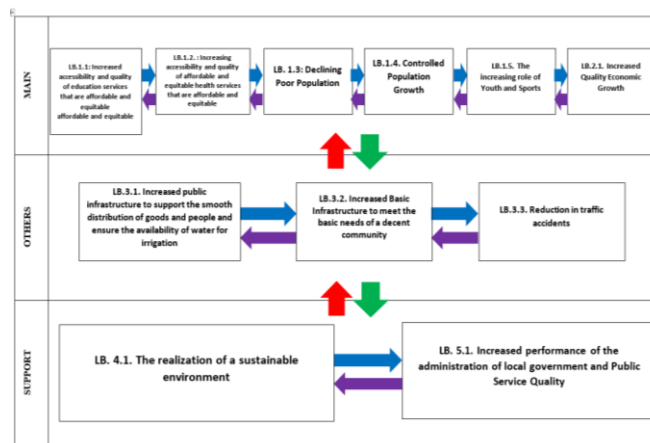 MAIN
LB.1.1: Increased
accessibility and quality
of education services
that are affordable and
equitable
affordable and equitable
LB.1.2. : Increasing
accessibility and quality
of affordable and
equitable health services
that are affordable and
equitable
LB. 1.3: Declining
Poor Population
LB.1.4. Controlled
Population
Growth
LB.1.5. The
increasing role of
Youth and Sports
LB.2.1. Increased
Quality Economic
Growth
OTHERS
LB.3.1. Increased public
infrastructure to support the smooth
distribution of goods and people and
ensure the availability of water for
irrigation
LB.3.2. Increased Basic
Infrastructure to meet the
basic needs of a decent
community
LB.3.3. Reduction in traffic
accidents
SUPPORT
LB. 4.1. The realization of a sustainable
environment
LB. 5.1. Increased performance of the
administration of local government and Public
Service Quality